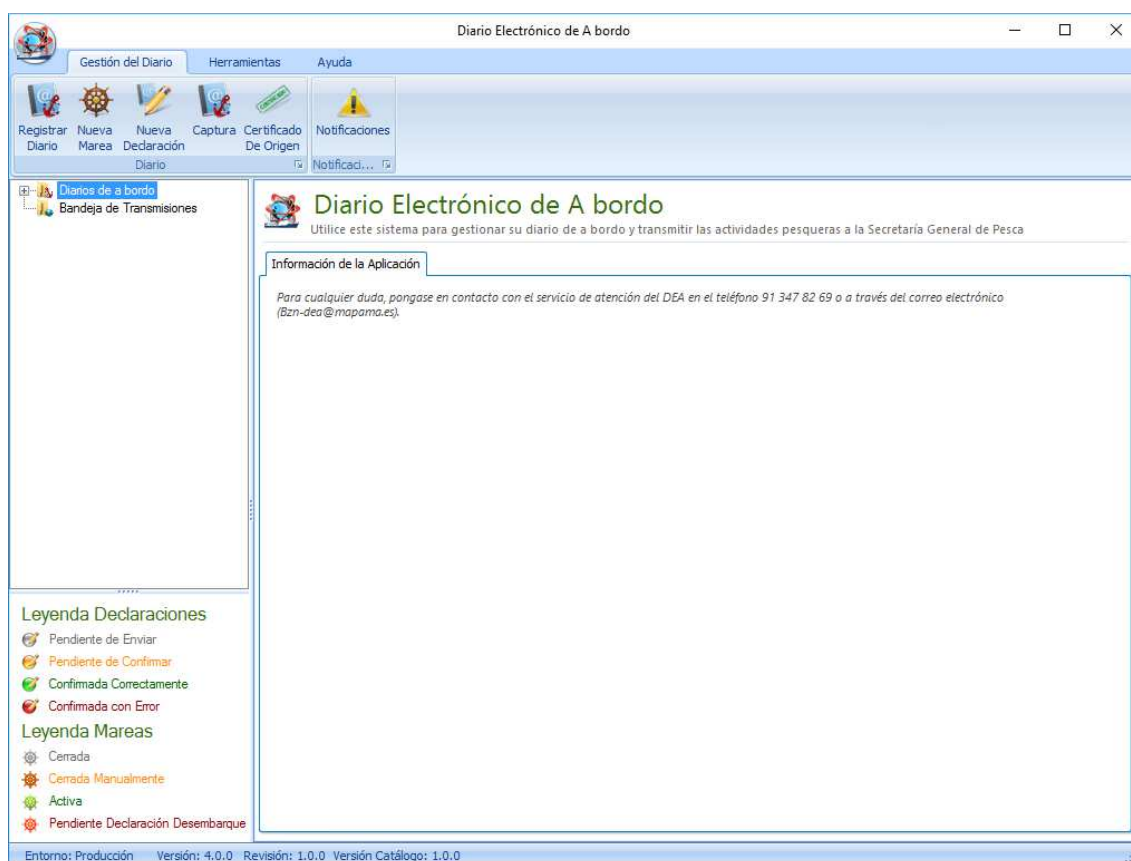 Diario Electrónico de A bordo
Gestión del Diario Herramientas Ayuda
Registrar Diario
Nueva Marea
Nueva Declaración
Captura
Certificado De Origen
Notificaciones
Diario
Notificaci...
Diarios de a bordo
Bandeja de Transmisiones
Diario Electrónico de A bordo
Utilice este sistema para gestionar su diario de a bordo y transmitir las actividades pesqueras a la Secretaría General de Pesca
Información de la Aplicación
Para cualquier duda, pongase en contacto con el servicio de atención del DEA en el teléfono 91 347 82 69 o a través del correo electrónico
(Bzn-dea@mapama.es).
Leyenda Declaraciones
Pendiente de Enviar
Pendiente de Confirmar
Confirmada Correctamente
Confirmada con Error
Leyenda Mareas
Cerrada
Cerrada Manualmente
Activa
Pendiente Declaración Desembarque
Entorno: Producción Versión: 4.0.0 Revisión: 1.0.0 Versión Catálogo: 1.0.0